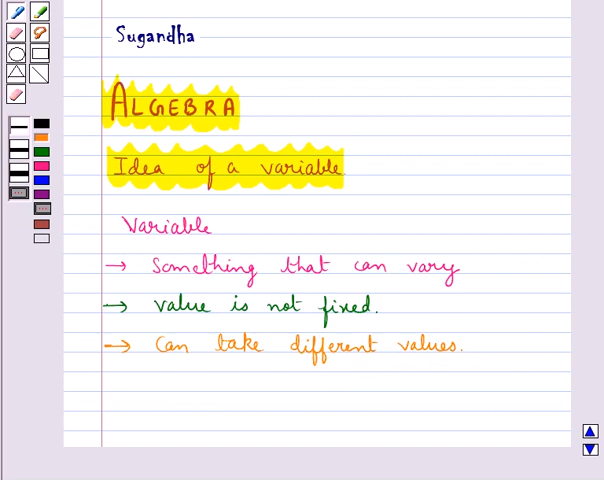 Sugandha
ALGEBRA
Idea of a variable
Variable
→ Something that can vary
→ value is not fixed.
→ Can take different values.